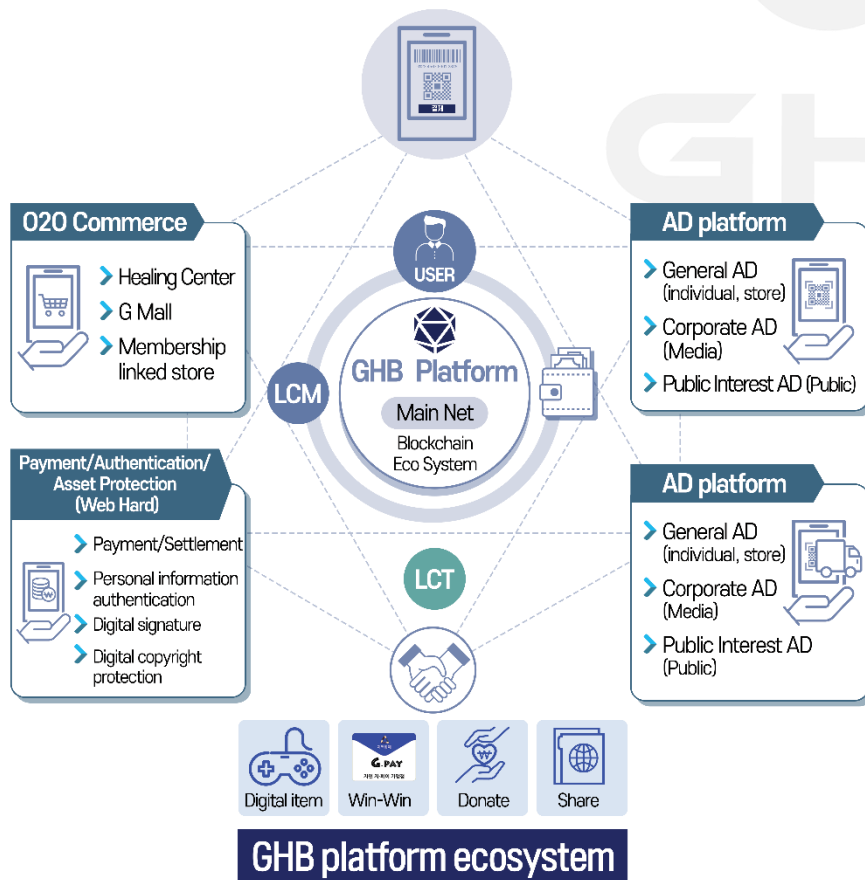 GH
결제
O2O Commerce
Healing Center
G Mall
Membership
linked store
USER
AD platform
General AD
(individual, store)
Corporate AD
(Media)
Public Interest AD (Public)
LCM
GHB Platform
Main Net
Blockchain
Eco System
Payment/Authentication/
Asset Protection
(Web Hard)
Payment/Settlement
Personal information
authentication
Digital signature
Digital copyright
protection
AD platform
General AD
(individual, store)
Corporate AD
(Media)
Public Interest AD
(Public)
LCT
G.PAY
Digital item
Win-Win
Donate
Share
GHB platform ecosystem